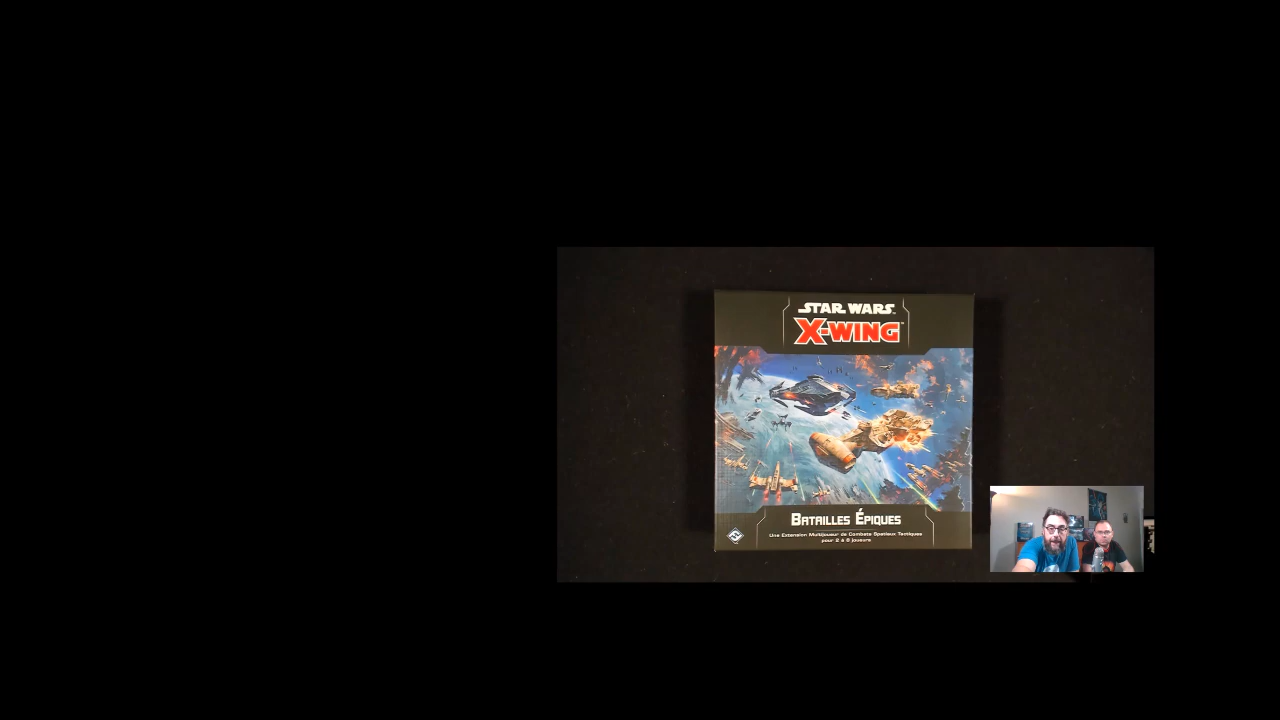 STAR WARS
X-WING
BATAILLES ÉPIQUES
Une Extension Multijoueur de Combats Spatiaux Tactiques
pour 2 à 8 joueurs